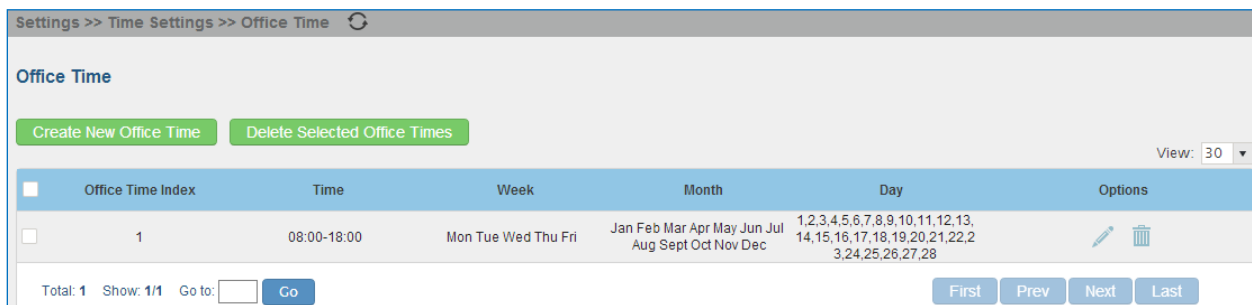 Settings >> Time Settings >> Office Time
Office Time
Create New Office Time Delete Selected Office Times
View: 30
Office Time Index Time Week Month Day Options
1 08:00-18:00 Mon Tue Wed Thu Fri Jan Feb Mar Apr May Jun Jul 1,2,3,4,5,6,7,8,9,10,11,12,13,
Aug Sept Oct Nov Dec 14,15,16,17,18,19,20,21,22,2
3,24,25,26,27,28
Total: 1 Show: 1/1 Go to: Go First Prev Next Last